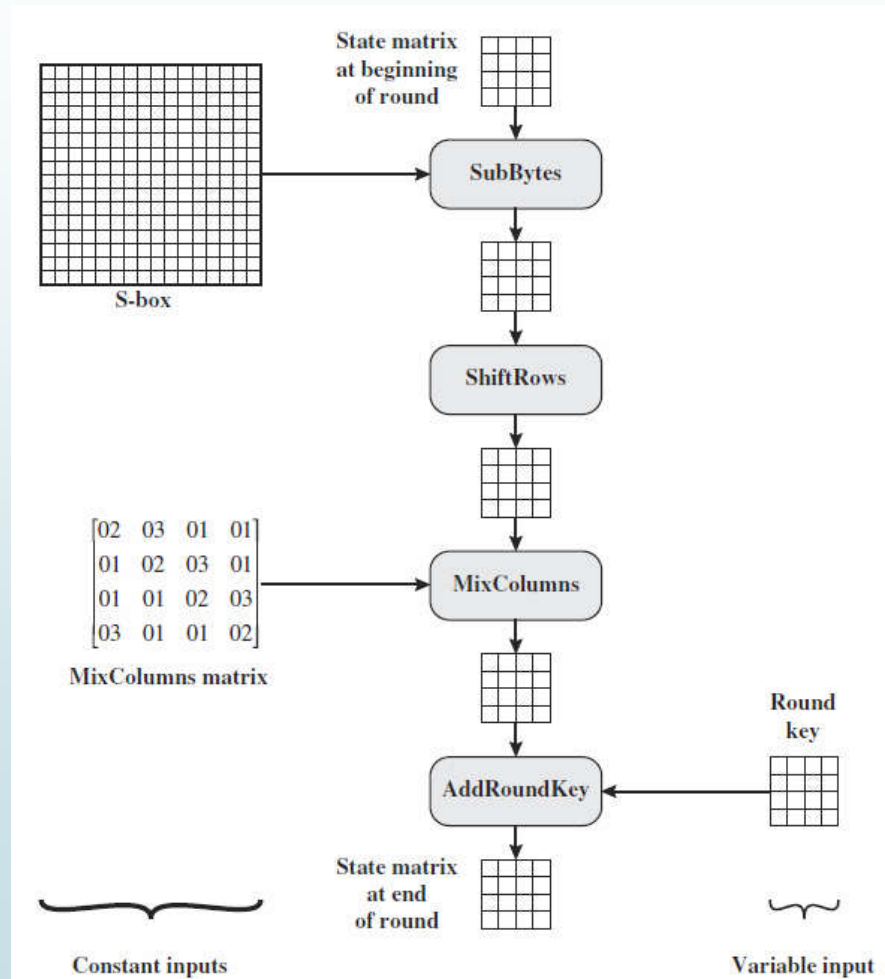 State matrix
at beginning
of round
SubBytes
S-box
ShiftRows
02 03 01 01
01 02 03 01
01 01 02 03
03 01 01 02
MixColumns
MixColumns matrix
Round
key
AddRoundKey
State matrix
at end
of round
Constant inputs
Variable input